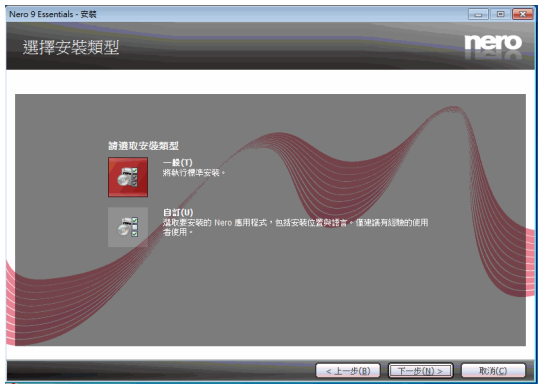 Nero 9 Essentials - 安裝
選擇安裝類型
nero
請選取安裝類型
一般(T)
將執行標準安裝。
自訂(U)
選取要安裝的 Nero 應用程式，包括安裝位置與語言。僅建議有經驗的使用
者使用。
< 上一步(B)
下一步(N) >
取消(C)